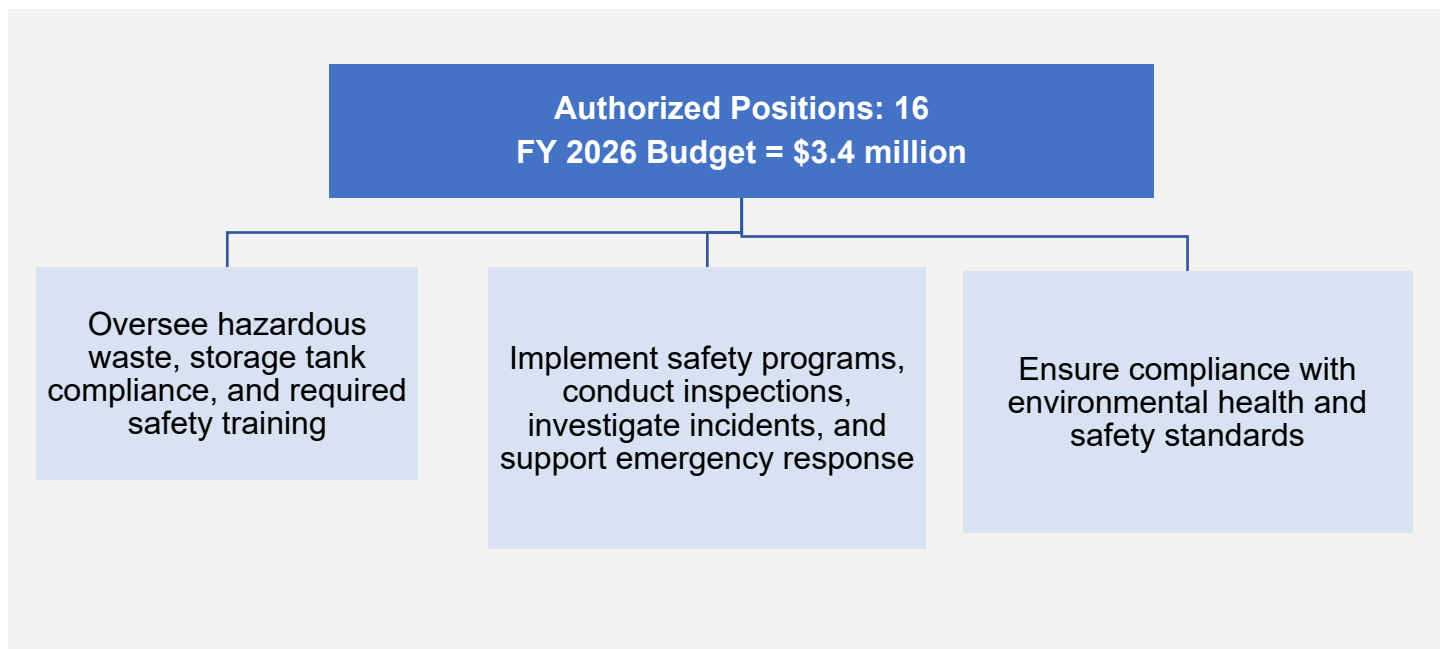 Authorized Positions: 16
FY 2026 Budget = $3.4 million
Oversee hazardous
waste, storage tank
compliance, and required
safety training
Implement safety programs,
conduct inspections,
investigate incidents, and
support emergency response
Ensure compliance with
environmental health and
safety standards